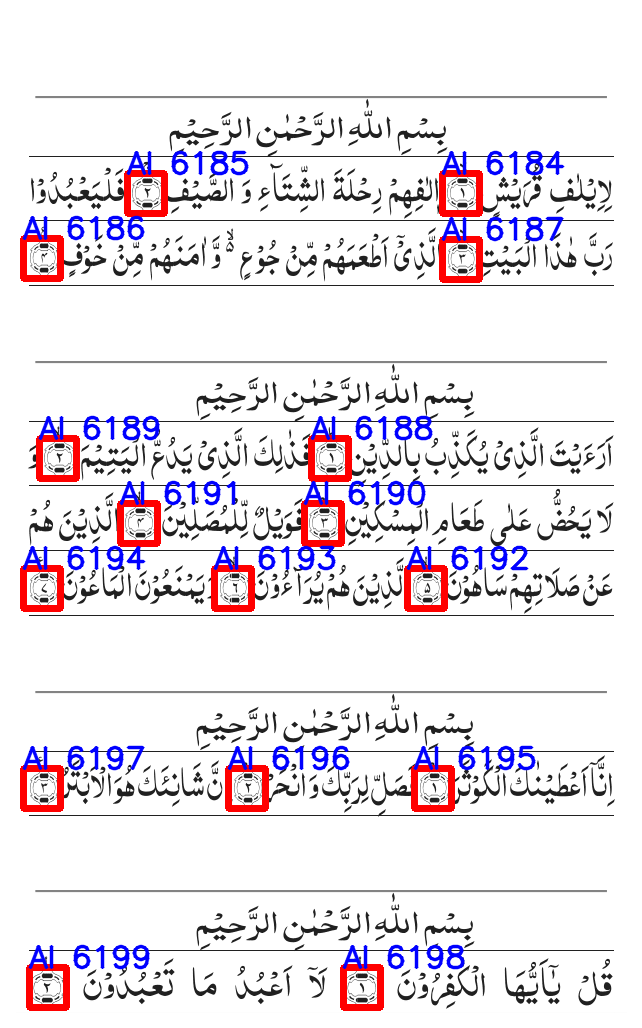 بِسْمِ اللّٰهِ الرَّحْمٰنِ الرَّحِيْمِ
AI 6185 AI 6184
لِاِيْلٰفِ قُرَيْشٍ ۝١ اٖلٰفِهِمْ رِحْلَةَ الشِّتَآءِ وَ الصَّيْفِ ۝٢ فَلْيَعْبُدُوْا
AI 6186 AI 6187
رَبَّ هٰذَا الْبَيْتِ ۝٣ الَّذِيْٓ اَطْعَمَهُمْ مِّنْ جُوْعٍ ۙ۬ وَّ اٰمَنَهُمْ مِّنْ خَوْفٍ ۝٤
بِسْمِ اللّٰهِ الرَّحْمٰنِ الرَّحِيْمِ
AI 6189 AI 6188
اَرَءَيْتَ الَّذِيْ يُكَذِّبُ بِالدِّيْنِ ۝١ فَذٰلِكَ الَّذِيْ يَدُعُّ الْيَتِيْمَ ۝٢ وَ
AI 6191 AI 6190
لَا يَحُضُّ عَلٰى طَعَامِ الْمِسْكِيْنِ ۝٣ فَوَيْلٌ لِّلْمُصَلِّيْنَ ۝٤ الَّذِيْنَ هُمْ
AI 6194 AI 6193 AI 6192
عَنْ صَلَاتِهِمْ سَاهُوْنَ ۝٥ الَّذِيْنَ هُمْ يُرَآءُوْنَ ۝٦ وَ يَمْنَعُوْنَ الْمَاعُوْنَ ۝٧
بِسْمِ اللّٰهِ الرَّحْمٰنِ الرَّحِيْمِ
AI 6197 AI 6196 AI 6195
اِنَّآ اَعْطَيْنٰكَ الْكَوْثَرَ ۝١ فَصَلِّ لِرَبِّكَ وَ انْحَرْ ۝٢ اِنَّ شَانِئَكَ هُوَ الْاَبْتَرُ ۝٣
بِسْمِ اللّٰهِ الرَّحْمٰنِ الرَّحِيْمِ
AI 6199 AI 6198
قُلْ يٰٓاَيُّهَا الْكٰفِرُوْنَ ۝١ لَآ اَعْبُدُ مَا تَعْبُدُوْنَ ۝٢